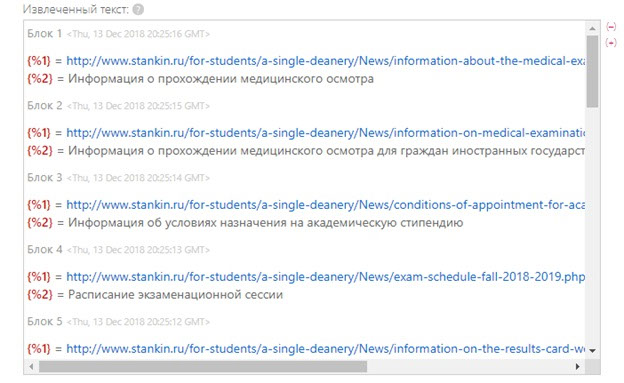 Извлеченный текст: ?
Блок 1 <Thu, 13 Dec 2018 20:25:16 GMT>
{%1} = http://www.stankin.ru/for-students/a-single-deanery/News/information-about-the-medical-exa
{%2} = Информация о прохождении медицинского осмотра
Блок 2 <Thu, 13 Dec 2018 20:25:15 GMT>
{%1} = http://www.stankin.ru/for-students/a-single-deanery/News/information-on-medical-examinatio
{%2} = Информация о прохождении медицинского осмотра для граждан иностранных государст
Блок 3 <Thu, 13 Dec 2018 20:25:14 GMT>
{%1} = http://www.stankin.ru/for-students/a-single-deanery/News/conditions-of-appointment-for-aca
{%2} = Информация об условиях назначения на академическую стипендию
Блок 4 <Thu, 13 Dec 2018 20:25:13 GMT>
{%1} = http://www.stankin.ru/for-students/a-single-deanery/News/exam-schedule-fall-2018-2019.php
{%2} = Расписание экзаменационной сессии
Блок 5 <Thu, 13 Dec 2018 20:25:12 GMT>
{%1} = http://www.stankin.ru/for-students/a-single-deanery/News/information-on-the-results-card-wo